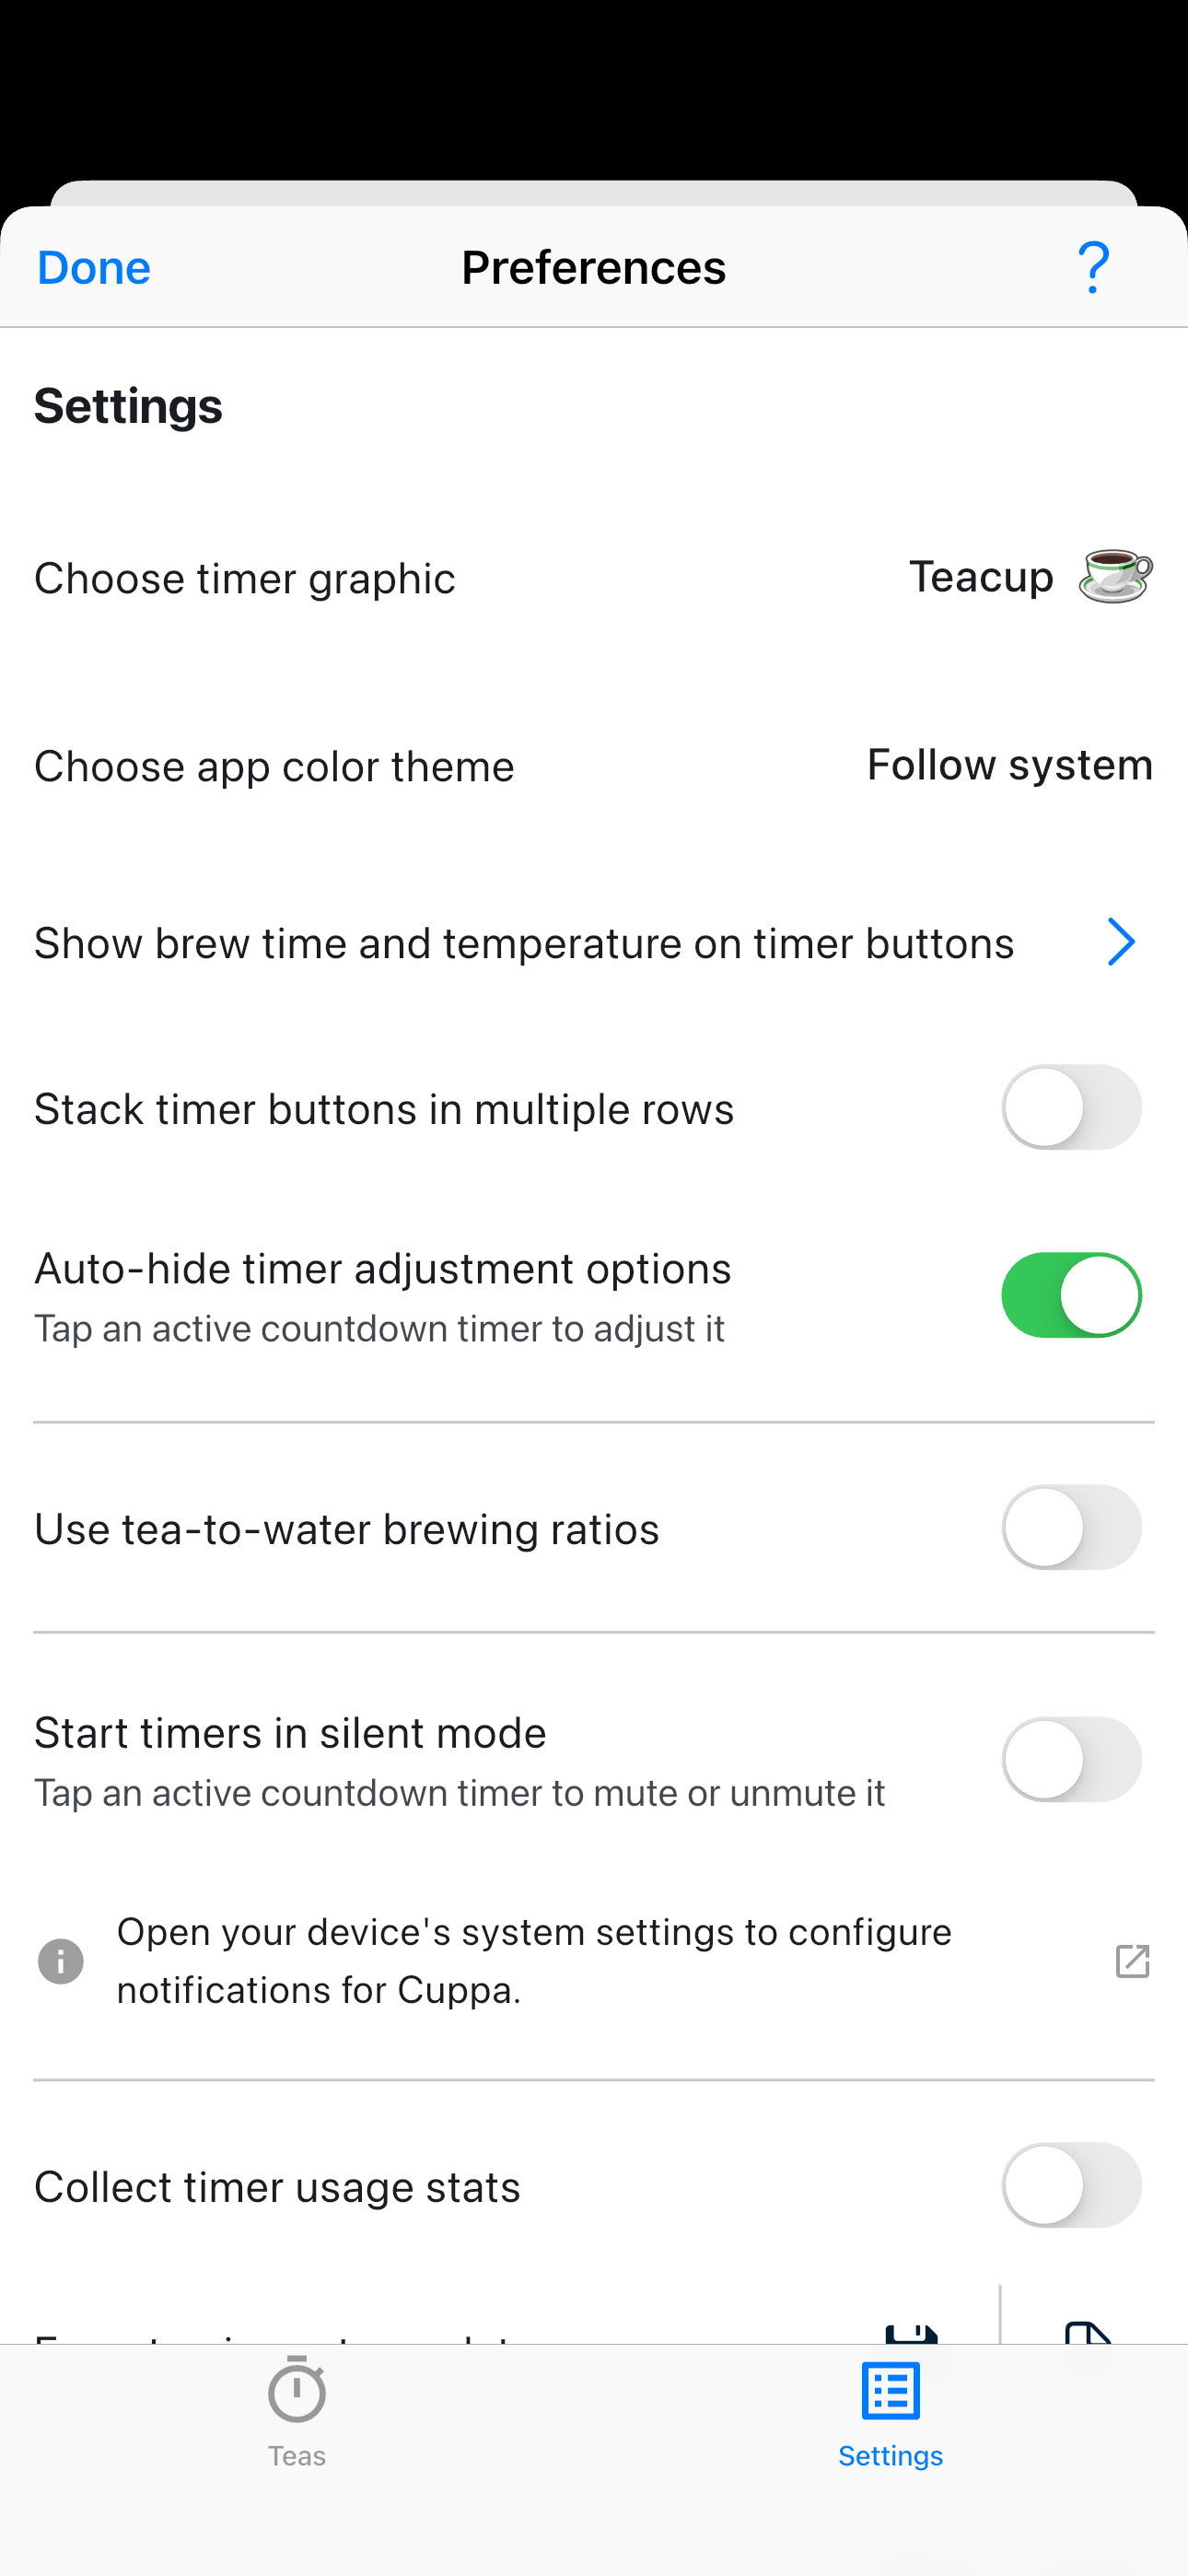 Done
Preferences
?
Settings
Choose timer graphic
Teacup
Choose app color theme
Follow system
Show brew time and temperature on timer buttons
Stack timer buttons in multiple rows
Auto-hide timer adjustment options
Tap an active countdown timer to adjust it
Use tea-to-water brewing ratios
Start timers in silent mode
Tap an active countdown timer to mute or unmute it
Open your device's system settings to configure
notifications for Cuppa.
Collect timer usage stats
Teas
Settings